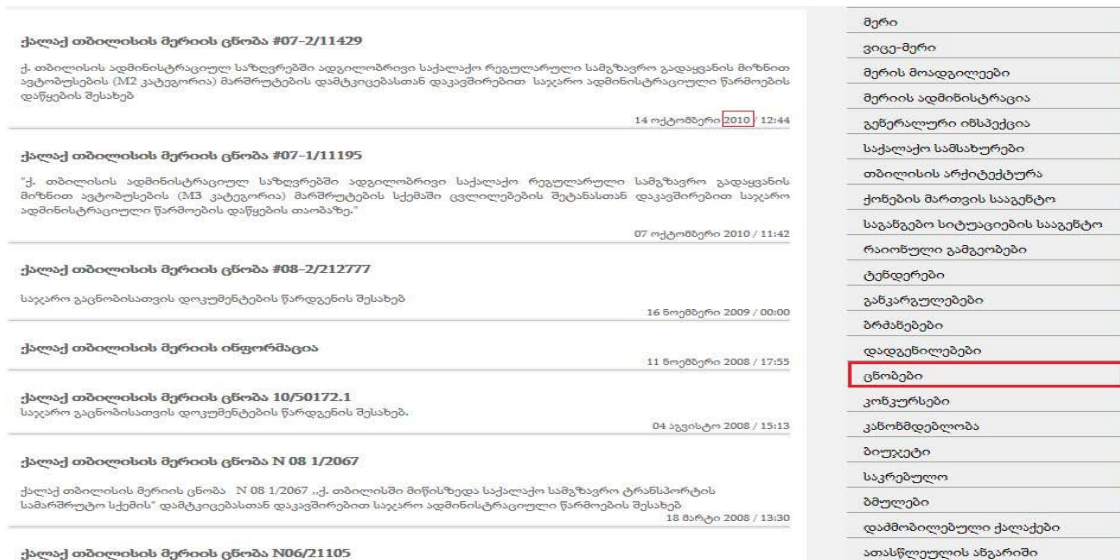 ქალაქ თბილისის მერიის ცნობა #07-2/11429
ქ. თბილისის ადმინისტრაციულ საზღვრებში ადგილობრივი საქალაქო რეგულარული სამგზავრო გადაყვანის მიზნით
ავტობუსების (M2 კატეგორია) მარშრუტების დამტკიცებასთან დაკავშირებით საჯარო ადმინისტრაციული წარმოების
დაწყების შესახებ
14 ოქტომბერი 2010 / 12:44
ქალაქ თბილისის მერიის ცნობა #07-1/11195
"ქ. თბილისის ადმინისტრაციულ საზღვრებში ადგილობრივი საქალაქო რეგულარული სამგზავრო გადაყვანის
მიზნით ავტობუსების (M3 კატეგორია) მარშრუტების სქემაში ცვლილებების შეტანასთან დაკავშირებით საჯარო
ადმინისტრაციული წარმოების დაწყების თაობაზე."
07 ოქტომბერი 2010 / 11:42
ქალაქ თბილისის მერიის ცნობა #08-2/212777
საჯარო გაცნობისათვის დოკუმენტების წარდგენის შესახებ
16 ნოემბერი 2009 / 00:00
ქალაქ თბილისის მერიის ინფორმაცია
11 ნოემბერი 2008 / 17:55
ქალაქ თბილისის მერიის ცნობა 10/50172.1
საჯარო გაცნობისათვის დოკუმენტების წარდგენის შესახებ.
04 აგვისტო 2008 / 15:13
ქალაქ თბილისის მერიის ცნობა N 08 1/2067
ქალაქ თბილისის მერიის ცნობა N 08 1/2067 ,,ქ. თბილისში მიწისზედა საქალაქო სამგზავრო ტრანსპორტის
სამარშრუტო სქემის" დამტკიცებასთან დაკავშირებით საჯარო ადმინისტრაციული წარმოების შესახებ
18 მარტი 2008 / 13:30
ქალაქ თბილისის მერიის ცნობა N06/21105
მერი
ვიცე-მერი
მერის მოადგილეები
მერიის ადმინისტრაცია
გენერალური ინსპექცია
საქალაქო სამსახურები
თბილისის არქიტექტურა
ქონების მართვის სააგენტო
საგანგებო სიტუაციების სააგენტო
რაიონული გამგეობები
ტენდერები
განკარგულებები
ბრძანებები
დადგენილებები
ცნობები
კონკურსები
კანონმდებლობა
ბიუჯეტი
საკრებულო
ბმულები
დაძმობილებული ქალაქები
ათასწლეულის ანგარიში